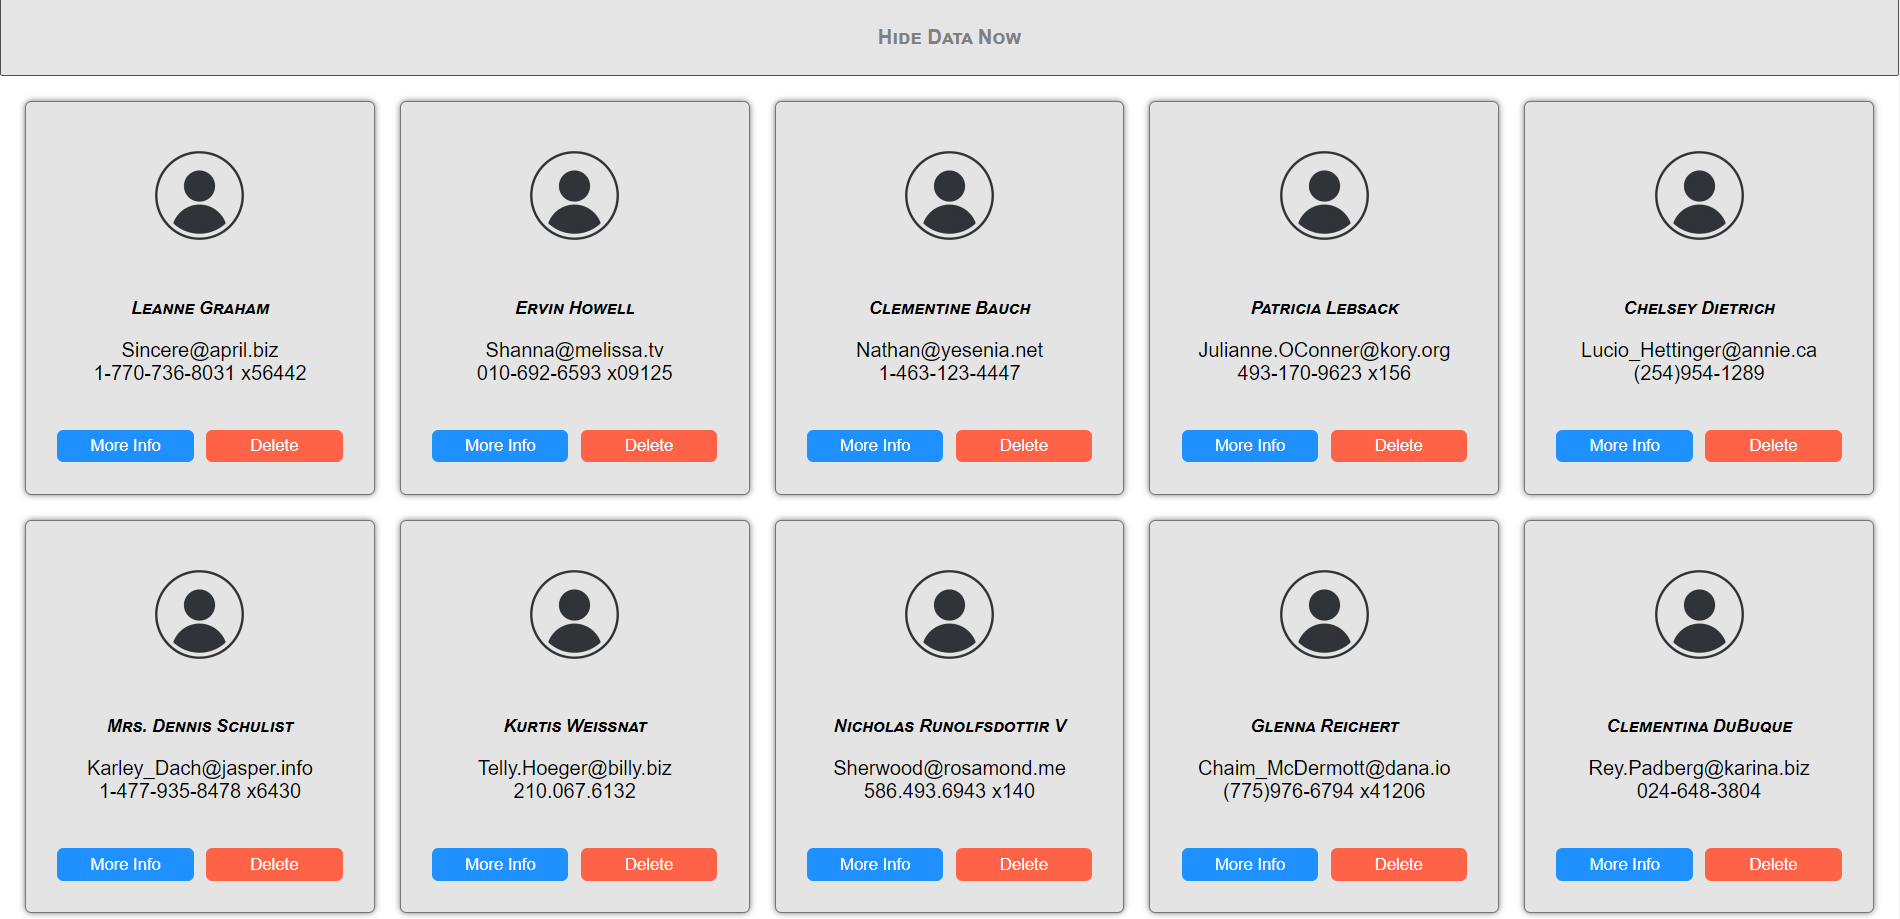 Hide Data Now
Leanne Graham
Sincere@april.biz
1-770-736-8031 x56442
More Info Delete
Ervin Howell
Shanna@melissa.tv
010-692-6593 x09125
More Info Delete
Clementine Bauch
Nathan@yesenia.net
1-463-123-4447
More Info Delete
Patricia Lebsack
Julianne.OConner@kory.org
493-170-9623 x156
More Info Delete
Chelsey Dietrich
Lucio_Hettinger@annie.ca
(254)954-1289
More Info Delete
Mrs. Dennis Schulist
Karley_Dach@jasper.info
1-477-935-8478 x6430
More Info Delete
Kurtis Weissnat
Telly.Hoeger@billy.biz
210.067.6132
More Info Delete
Nicholas Runolfsdottir V
Sherwood@rosamond.me
586.493.6943 x140
More Info Delete
Glenna Reichert
Chaim_McDermott@dana.io
(775)976-6794 x41206
More Info Delete
Clementina DuBuque
Rey.Padberg@karina.biz
024-648-3804
More Info Delete